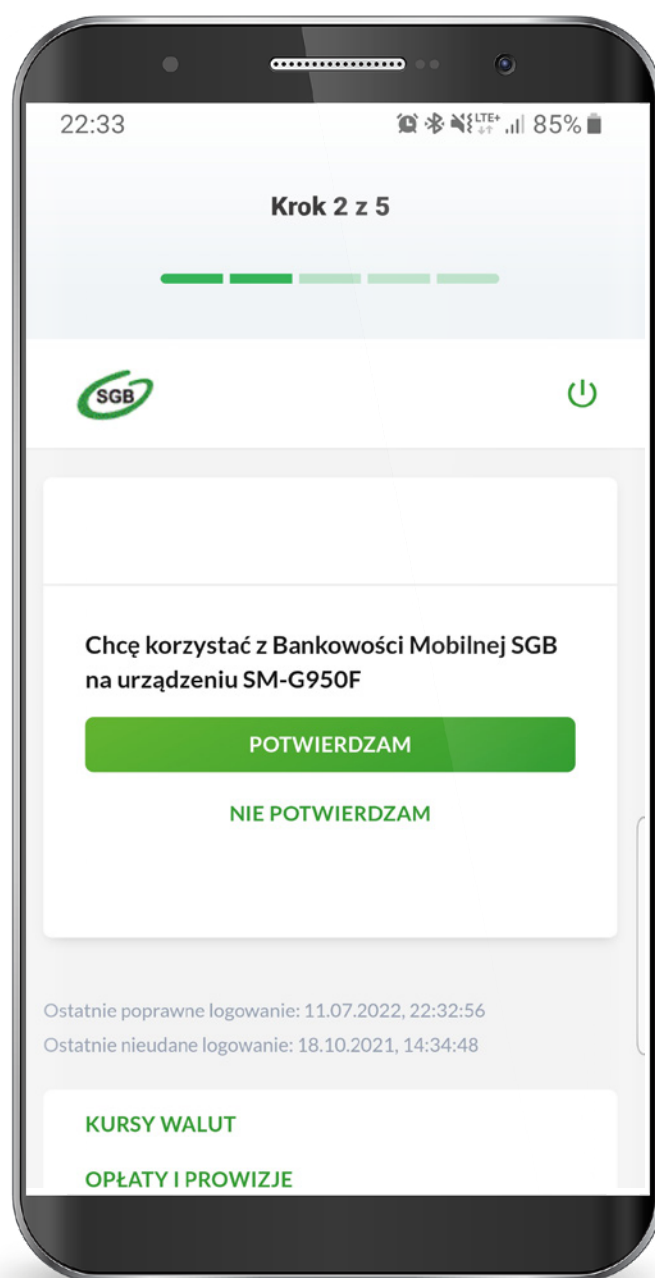 22:33 LTE+ 85%
Krok 2 z 5
SGB
Chcę korzystać z Bankowości Mobilnej SGB
na urządzeniu SM-G950F
POTWIERDZAM
NIE POTWIERDZAM
Ostatnie poprawne logowanie: 11.07.2022, 22:32:56
Ostatnie nieudane logowanie: 18.10.2021, 14:34:48
KURSY WALUT
OPŁATY I PROWIZJE